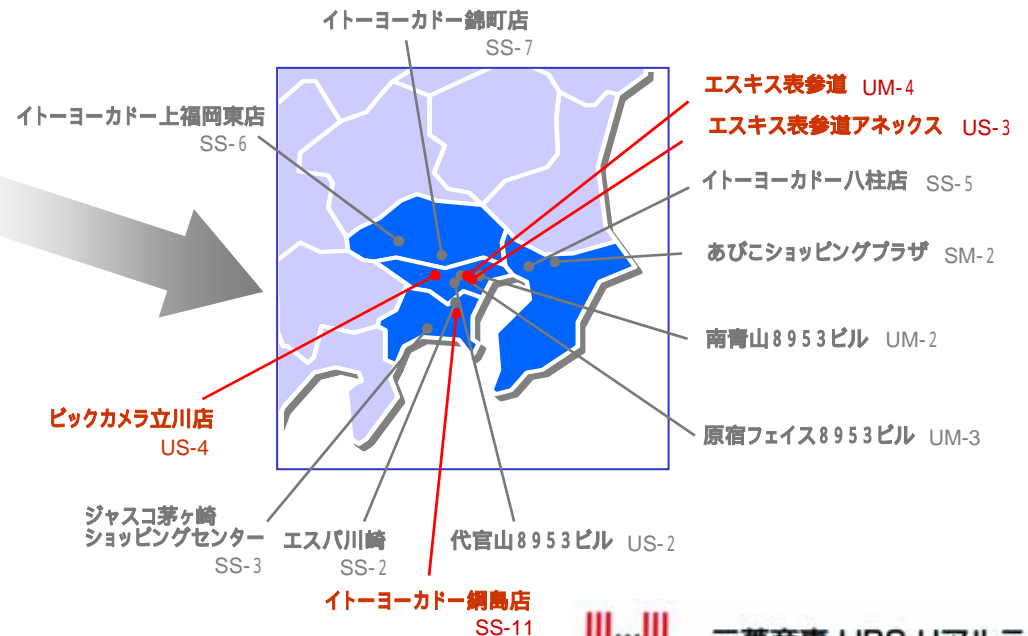 イトーヨーカドー錦町店
SS-7
エスキス表参道 UM-4
エスキス表参道アネックス US-3
イトーヨーカドー上福岡東店
SS-6
イトーヨーカドー八柱店 SS-5
あびこショッピングプラザ SM-2
南青山8953ビル UM-2
原宿フェイス8953ビル UM-3
ビックカメラ立川店
US-4
ジャスコ茅ヶ崎
ショッピングセンター
SS-3
エスパ川崎
SS-2
代官山8953ビル US-2
イトーヨーカドー綱島店
SS-11